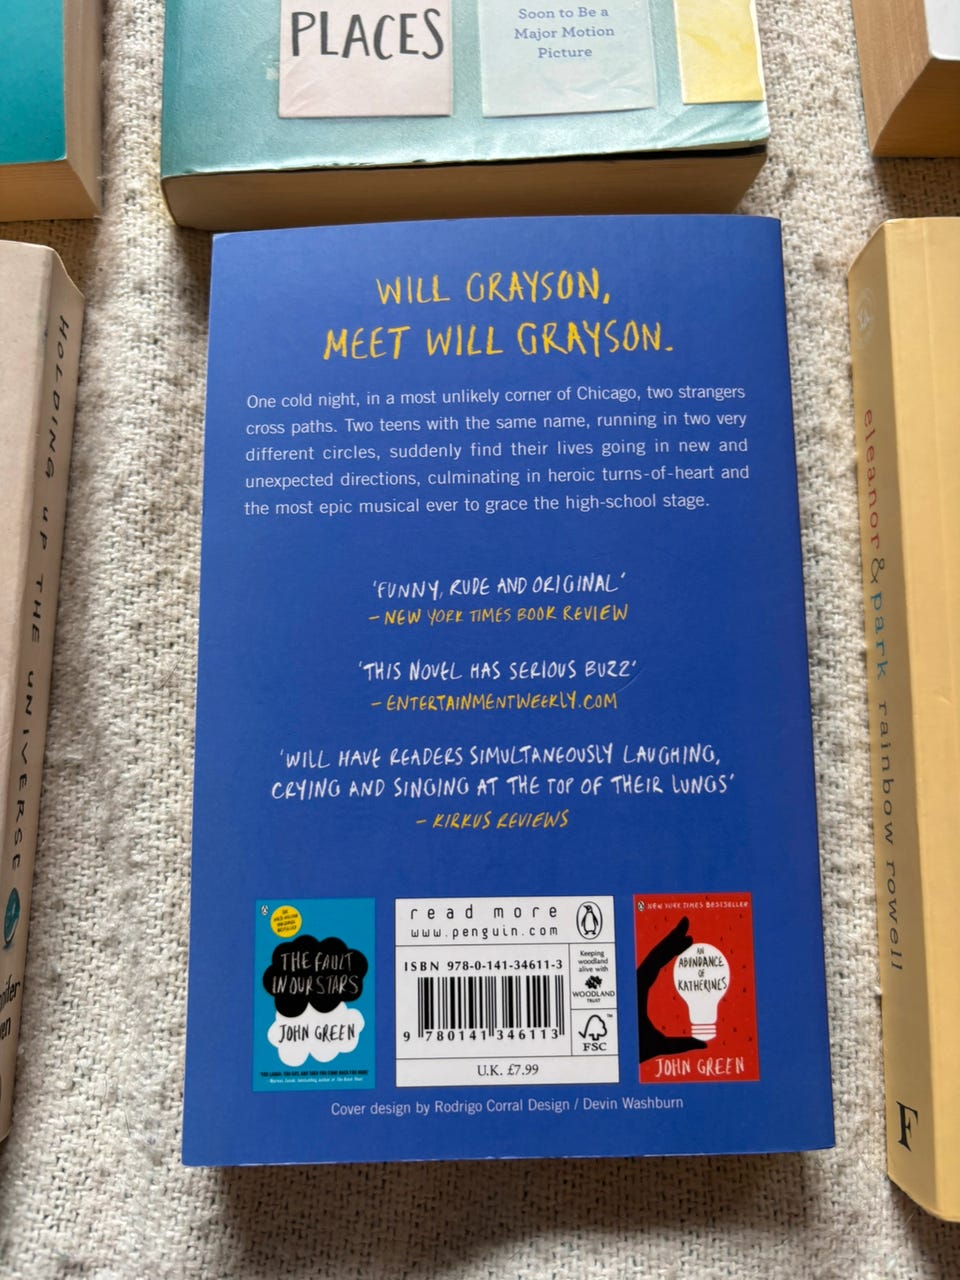 PLACES
Soon to Be a
Major Motion
Picture
WILL GRAYSON,
MEET WILL GRAYSON.
One cold night, in a most unlikely corner of Chicago, two strangers
cross paths. Two teens with the same name, running in two very
different circles, suddenly find their lives going in new and
unexpected directions, culminating in heroic turns-of-heart and
the most epic musical ever to grace the high-school stage.
'FUNNY, RUDE AND ORIGINAL'
– NEW YORK TIMES BOOK REVIEW
'THIS NOVEL HAS SERIOUS BUZZ'
– ENTERTAINMENTWEEKLY.COM
'WILL HAVE READERS SIMULTANEOUSLY LAUGHING,
CRYING AND SINGING AT THE TOP OF THEIR LUNGS'
– KIRKUS REVIEWS
THE FAULT
IN OUR STARS
JOHN GREEN
read more
www.penguin.com
ISBN 978-0-141-34611-3
9 780141 346113
Keeping
woodland
alive with
WOODLAND
TRUST
FSC
U.K. £7.99
NEW YORK TIMES BESTSELLER
AN
ABUNDANCE
OF
KATHERINES
JOHN GREEN
Cover design by Rodrigo Corral Design / Devin Washburn
HOLDING UP THE UNIVERSE
eleanor & park rainbow rowell
F